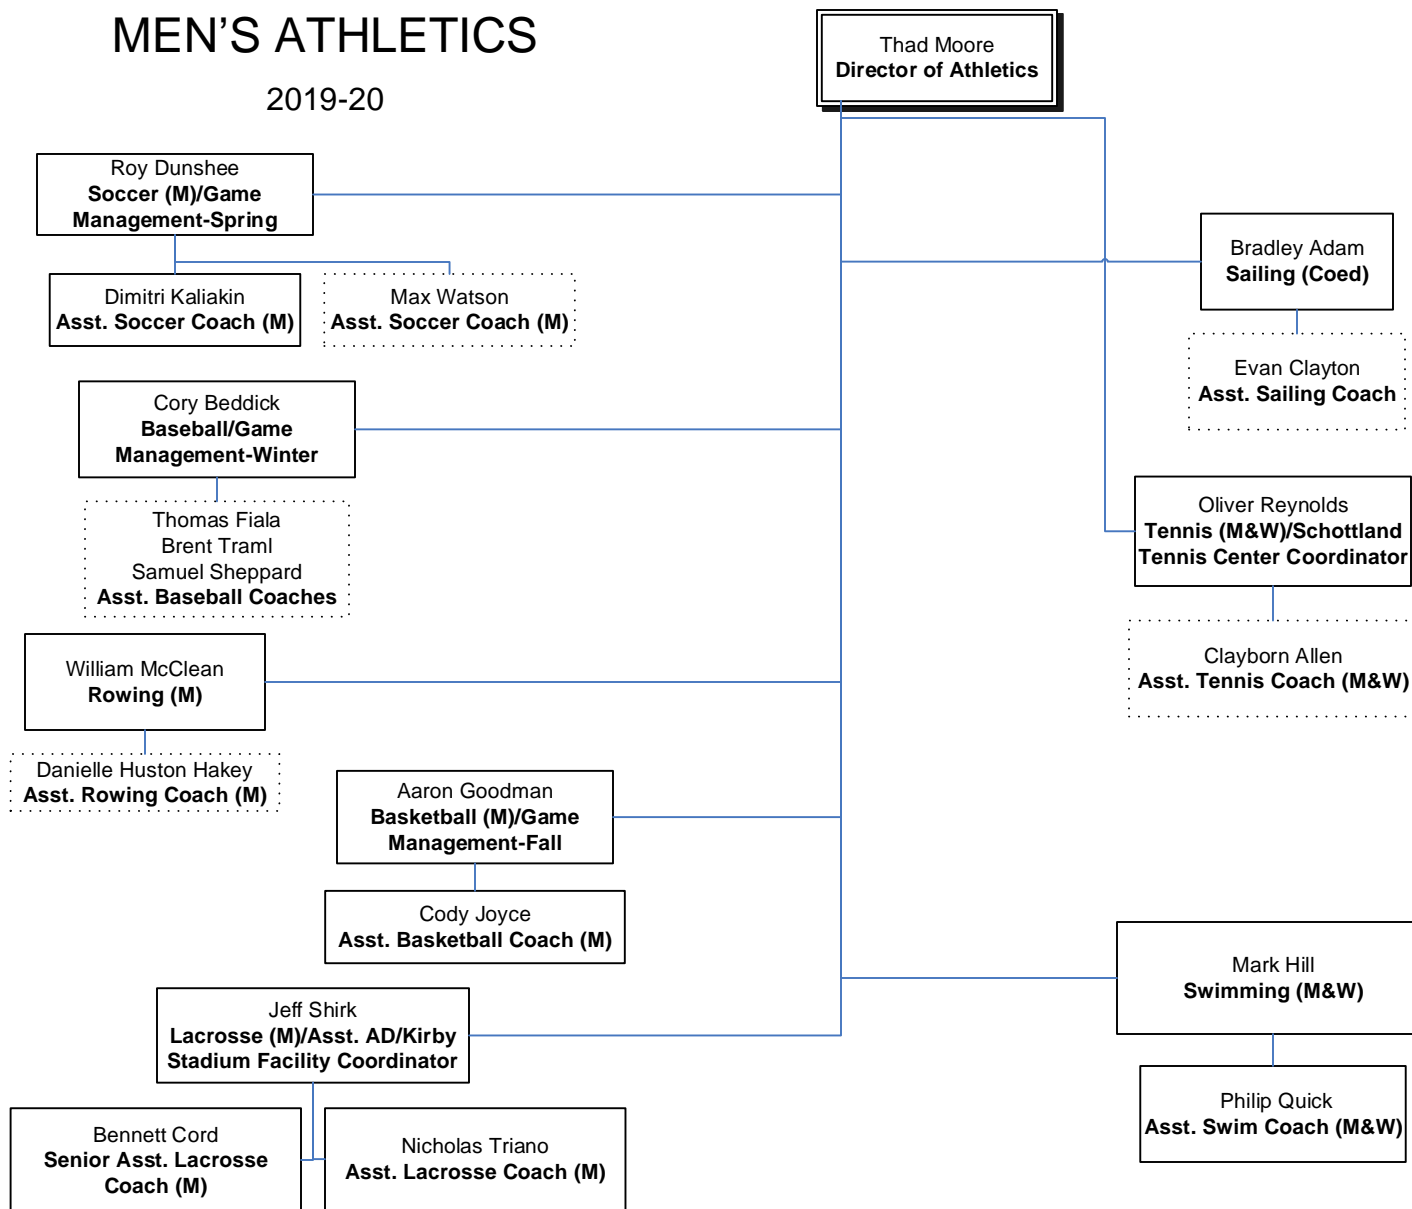 MEN'S ATHLETICS
2019-20
Thad Moore
Director of Athletics
Roy Dunshee
Soccer (M)/Game
Management-Spring
Dimitri Kaliakin
Asst. Soccer Coach (M)
Max Watson
Asst. Soccer Coach (M)
Bradley Adam
Sailing (Coed)
Evan Clayton
Asst. Sailing Coach
Cory Beddick
Baseball/Game
Management-Winter
Thomas Fiala
Brent Traml
Samuel Sheppard
Asst. Baseball Coaches
Oliver Reynolds
Tennis (M&W)/Schottland
Tennis Center Coordinator
Clayborn Allen
Asst. Tennis Coach (M&W)
William McClean
Rowing (M)
Danielle Huston Hakey
Asst. Rowing Coach (M)
Aaron Goodman
Basketball (M)/Game
Management-Fall
Cody Joyce
Asst. Basketball Coach (M)
Mark Hill
Swimming (M&W)
Philip Quick
Asst. Swim Coach (M&W)
Jeff Shirk
Lacrosse (M)/Asst. AD/Kirby
Stadium Facility Coordinator
Bennett Cord
Senior Asst. Lacrosse
Coach (M)
Nicholas Triano
Asst. Lacrosse Coach (M)